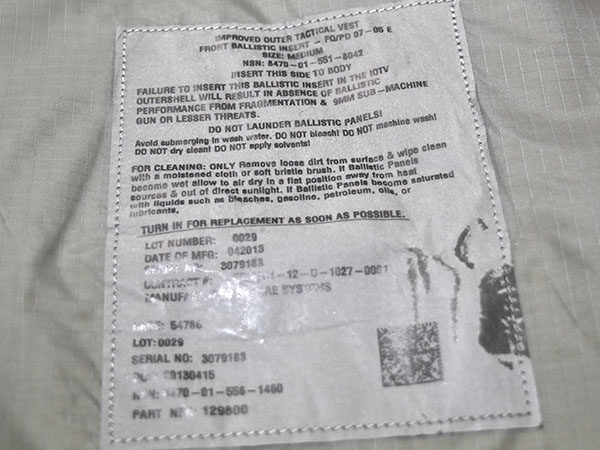 IMPROVED OUTER TACTICAL VEST
FRONT BALLISTIC INSERT - FQ/PD 07-05 E
SIZE: MEDIUM
NSN: 8470-01-551-8042
INSERT THIS SIDE TO BODY
FAILURE TO INSERT THIS BALLISTIC INSERT IN THE IOTV
OUTERSHELL WILL RESULT IN ABSENCE OF BALLISTIC
PERFORMANCE FROM FRAGMENTATION & 9MM SUB-MACHINE
GUN OR LESSER THREATS.
DO NOT LAUNDER BALLISTIC PANELS!
Avoid submerging in wash water. DO NOT bleach! DO NOT machine wash!
DO NOT dry clean! DO NOT apply solvents!
FOR CLEANING: ONLY Remove loose dirt from surface & wipe clean
with a moistened cloth or soft bristle brush. If Ballistic Panels
become wet allow to air dry in a flat position away from heat
sources & out of direct sunlight. If Ballistic Panels become saturated
with liquids such as bleaches, gasoline, petroleum, oils, or
lubricants,
TURN IN FOR REPLACEMENT AS SOON AS POSSIBLE.
LOT NUMBER: 0029
DATE OF MFG: 042013
3079183
CONTRACT #: -12-D-1027-0001
AE SYSTEMS
54786
LOT: 0029
SERIAL NO: 3079183
20130415
470-01-556-1460
PART 129800